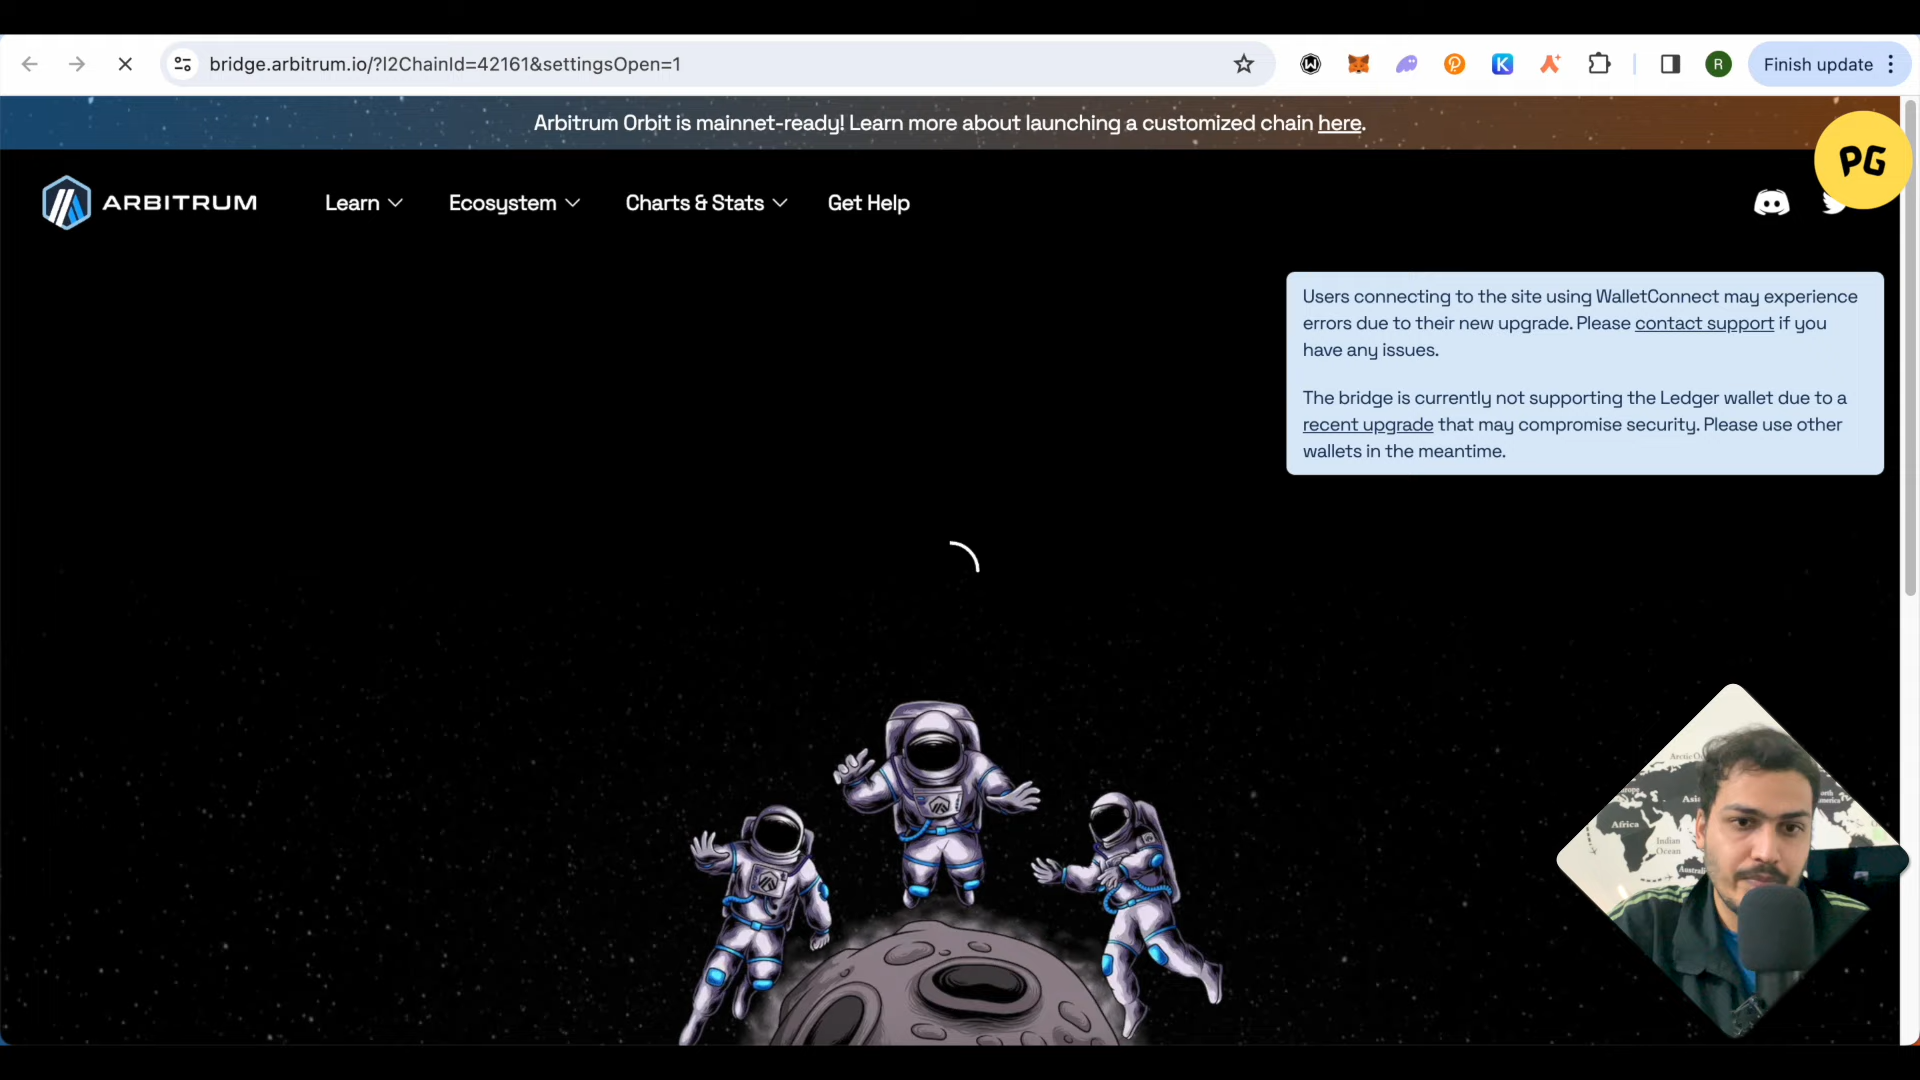 bridge.arbitrum.io/?l2ChainId=42161&settingsOpen=1
R
Finish update
Arbitrum Orbit is mainnet-ready! Learn more about launching a customized chain here.
PG
ARBITRUM
Learn
Ecosystem
Charts & Stats
Get Help
Users connecting to the site using WalletConnect may experience
errors due to their new upgrade. Please contact support if you
have any issues.
The bridge is currently not supporting the Ledger wallet due to a
recent upgrade that may compromise security. Please use other
wallets in the meantime.
Africa
Indian
Ocean